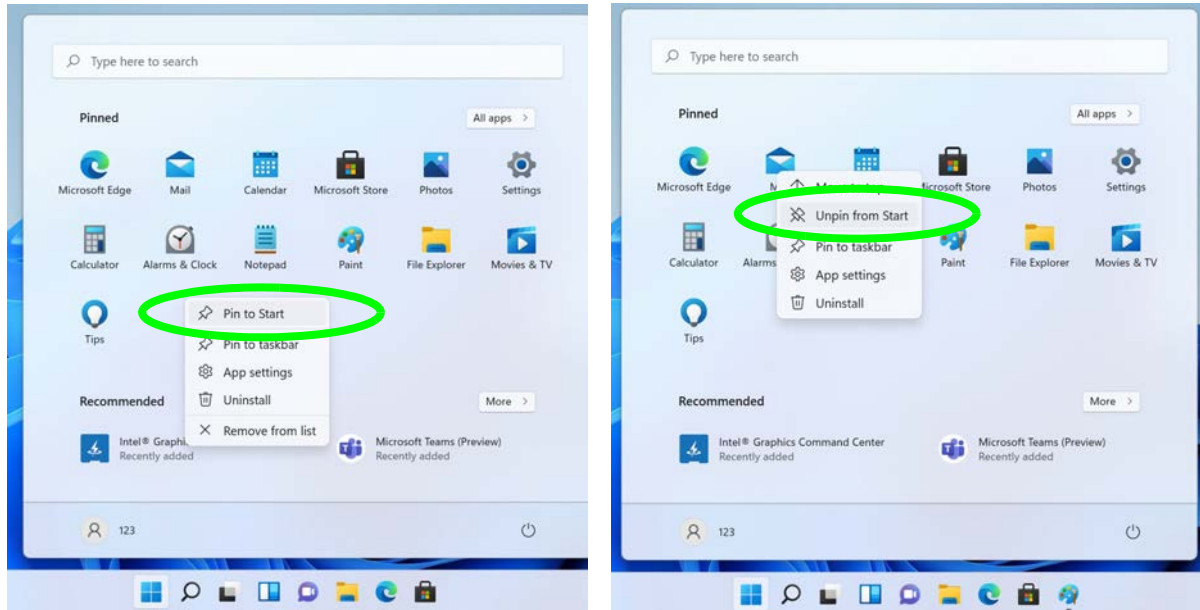 Type here to search
Pinned
All apps >
Microsoft Edge Mail Calendar Microsoft Store Photos Settings
Calculator Alarms & Clock Notepad Paint File Explorer Movies & TV
Tips
Pin to Start
Pin to taskbar
App settings
Uninstall
Remove from list
Recommended
More >
Intel® Graphi
Recently added
Microsoft Teams (Preview)
Recently added
123
Type here to search
Pinned
All apps >
Microsoft Edge M icrosoft Store Photos Settings
Unpin from Start
Pin to taskbar
App settings
Uninstall
Calculator Alarms Paint File Explorer Movies & TV
Tips
Recommended
More >
Intel® Graphics Command Center
Recently added
Microsoft Teams (Preview)
Recently added
123